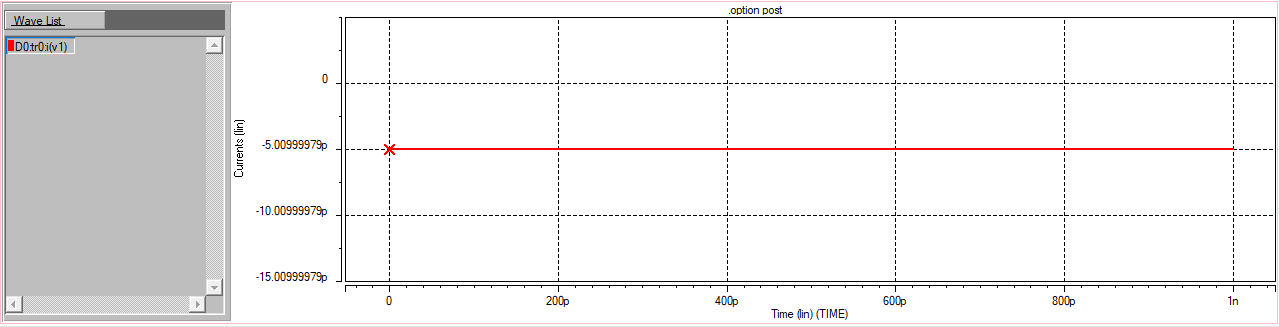 .option post
Wave List
D0:tr0:i(v1)
Currents (lin)
0
-5.00999979p
-10.00999979p
-15.00999979p
0
200p
400p
600p
800p
1n
Time (lin) (TIME)